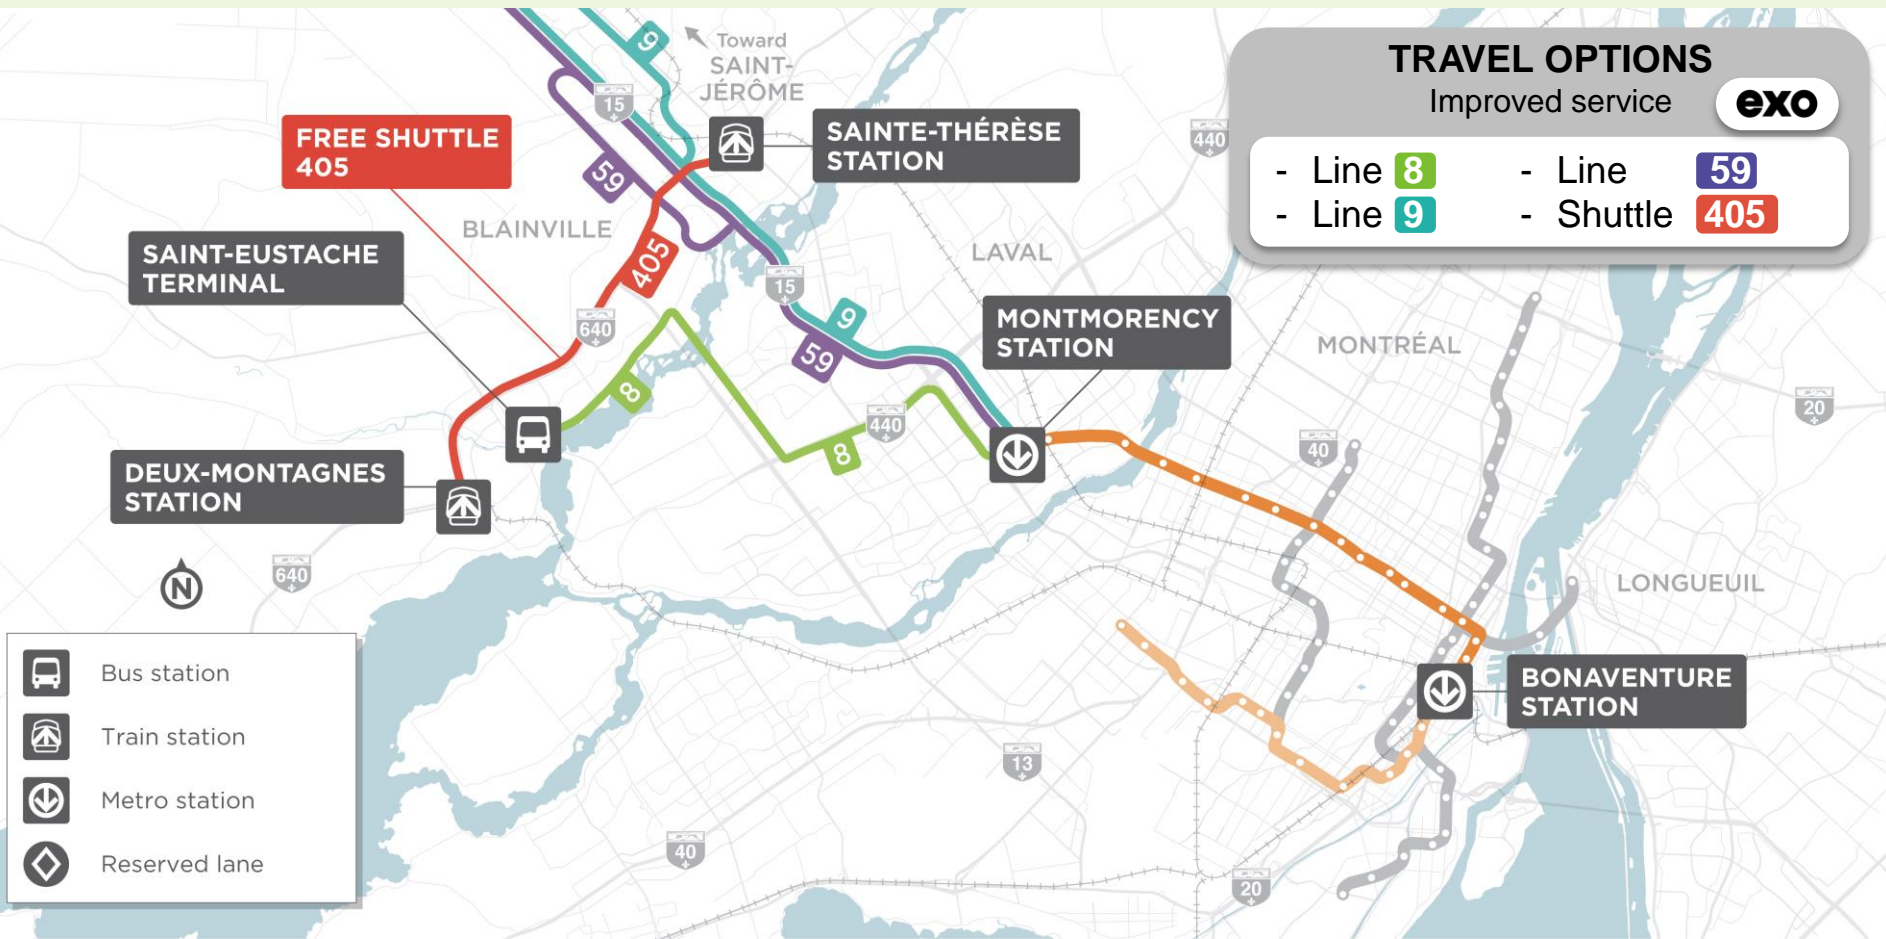 TRAVEL OPTIONS
Improved service
exo
- Line 8
- Line 9
- Line 59
- Shuttle 405
9
Toward
SAINT-
JÉRÔME
15
FREE SHUTTLE
405
SAINTE-THÉRÈSE
STATION
440
59
BLAINVILLE
SAINT-EUSTACHE
TERMINAL
405
LAVAL
15
640
9
59
MONTMORENCY
STATION
MONTRÉAL
8
20
440
8
40
DEUX-MONTAGNES
STATION
N
640
LONGUEUIL
Bus station
Train station
Metro station
Reserved lane
BONAVENTURE
STATION
13
40
20